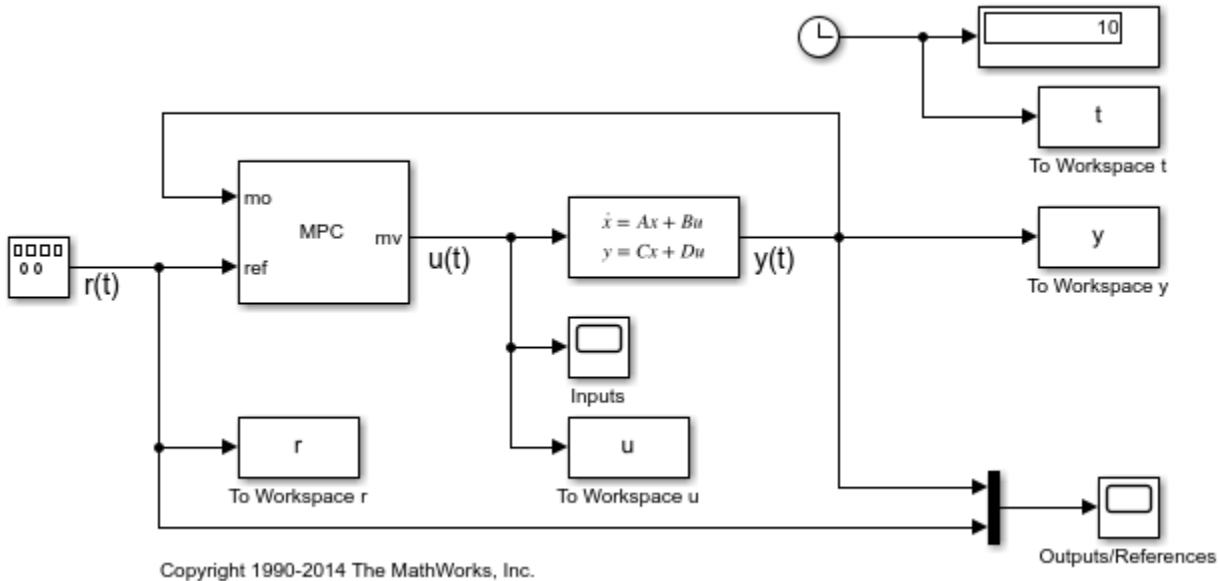 10
t
To Workspace t
mo
MPC
mv
ref
r(t)
u(t)
ẋ = Ax + Bu
y = Cx + Du
y(t)
y
To Workspace y
Inputs
r
To Workspace r
u
To Workspace u
Outputs/References
Copyright 1990-2014 The MathWorks, Inc.